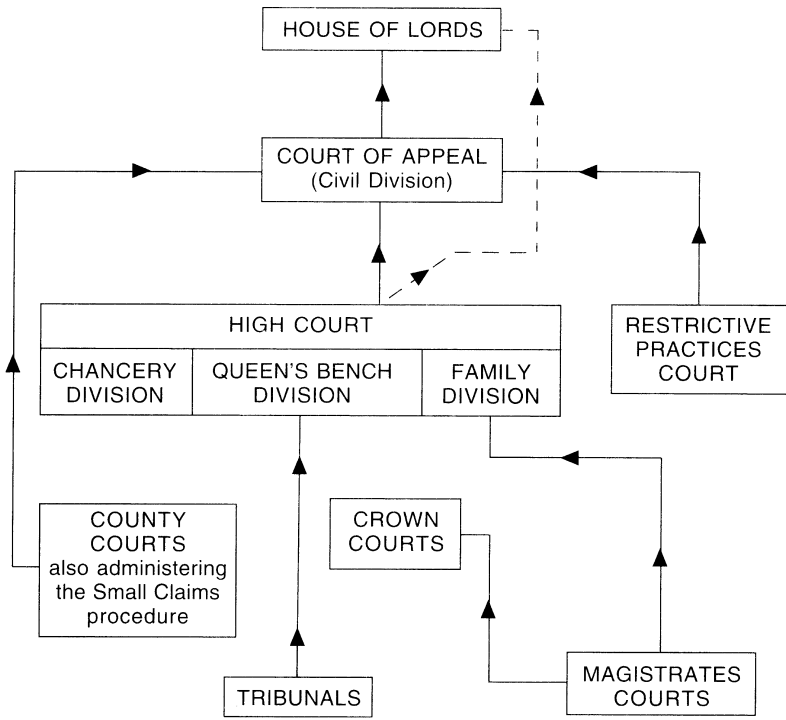 HOUSE OF LORDS
COURT OF APPEAL
(Civil Division)
HIGH COURT
CHANCERY
DIVISION
QUEEN'S BENCH
DIVISION
FAMILY
DIVISION
RESTRICTIVE
PRACTICES
COURT
COUNTY
COURTS
also administering
the Small Claims
procedure
CROWN
COURTS
TRIBUNALS
MAGISTRATES
COURTS